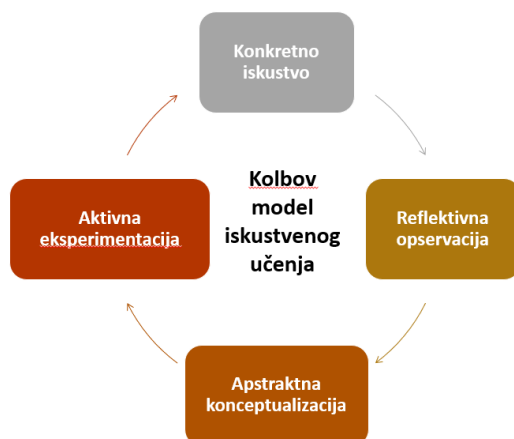 Konkretno
iskustvo
Kolbov
model
iskustvenog
učenja
Aktivna
eksperimentacija
Reflektivna
opservacija
Apstraktna
konceptualizacija